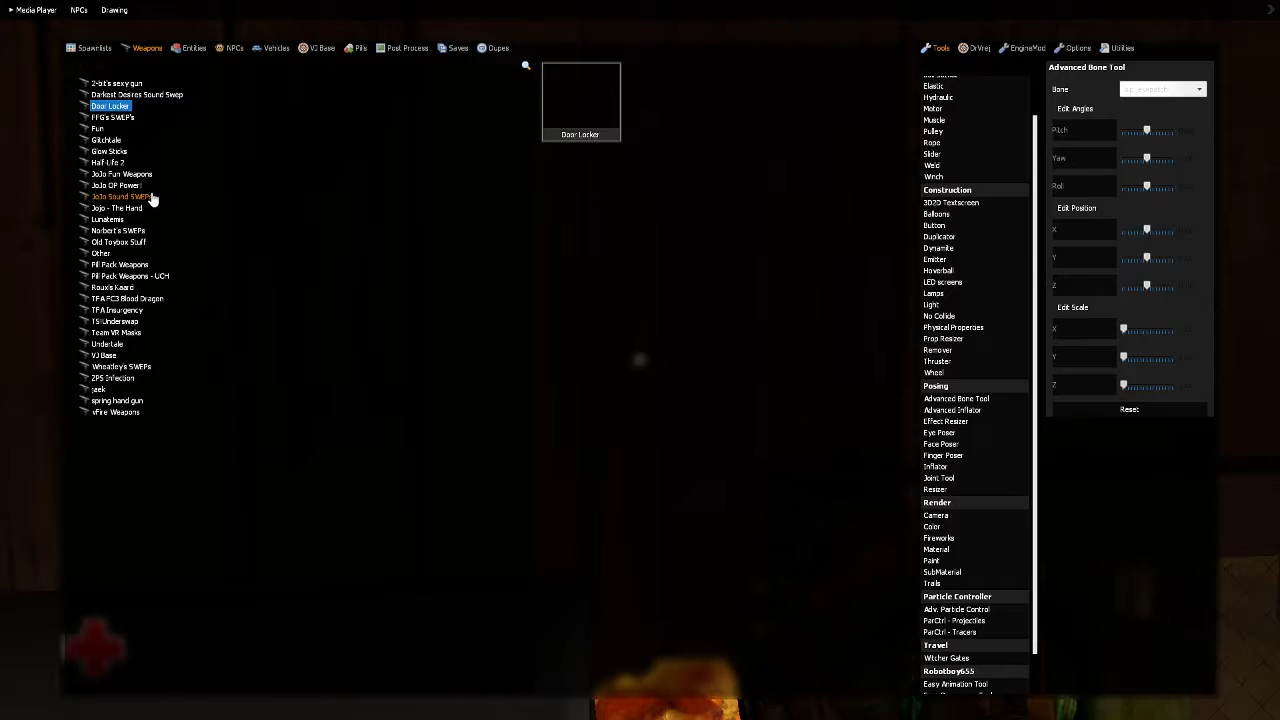 Media Player NPCs Drawing
Spawnlists Weapons Entities NPCs Vehicles VJ Base Pills Post Process Saves Dupes
Tools OrVrej EngineMod Options Utilities
2-bit's sexy gun
Darkest Desires Sound Swep
Door Locker
FFG's SWEP's
Fun
Glitchtale
Glow Sticks
Half-Life 2
JoJo Fun Weapons
JoJo OP Power!
JoJo Sound SWEPs
Jojo - The Hand
Lunatemis
Norbert's SWEPs
Old Toybox Stuff
Other
Pill Pack Weapons
Pill Pack Weapons - UCH
Roux's Kaard
TFA FC3 Blood Dragon
TFA Insurgency
TS!Underswap
Team VR Masks
Undertale
VJ Base
Wheatley's SWEPs
ZPS Infection
jaek
spring hand gun
vFire Weapons
Door Locker
Elastic
Hydraulic
Motor
Muscle
Pulley
Rope
Slider
Weld
Winch
Construction
3D2D Textscreen
Balloons
Button
Duplicator
Dynamite
Emitter
Hoverball
LED screens
Lamps
Light
No Collide
Physical Properties
Prop Resizer
Remover
Thruster
Wheel
Posing
Advanced Bone Tool
Advanced Inflator
Effect Resizer
Eye Poser
Face Poser
Finger Poser
Inflator
Joint Tool
Resizer
Render
Camera
Color
Fireworks
Material
Paint
SubMaterial
Trails
Particle Controller
Adv. Particle Control
ParCtrl - Projectiles
ParCtrl - Tracers
Travel
Witcher Gates
Robotboy655
Easy Animation Tool
Advanced Bone Tool
Bone
Edit Angles
Pitch
Yaw
Roll
Edit Position
X
Y
Z
Edit Scale
X
Y
Z
Reset